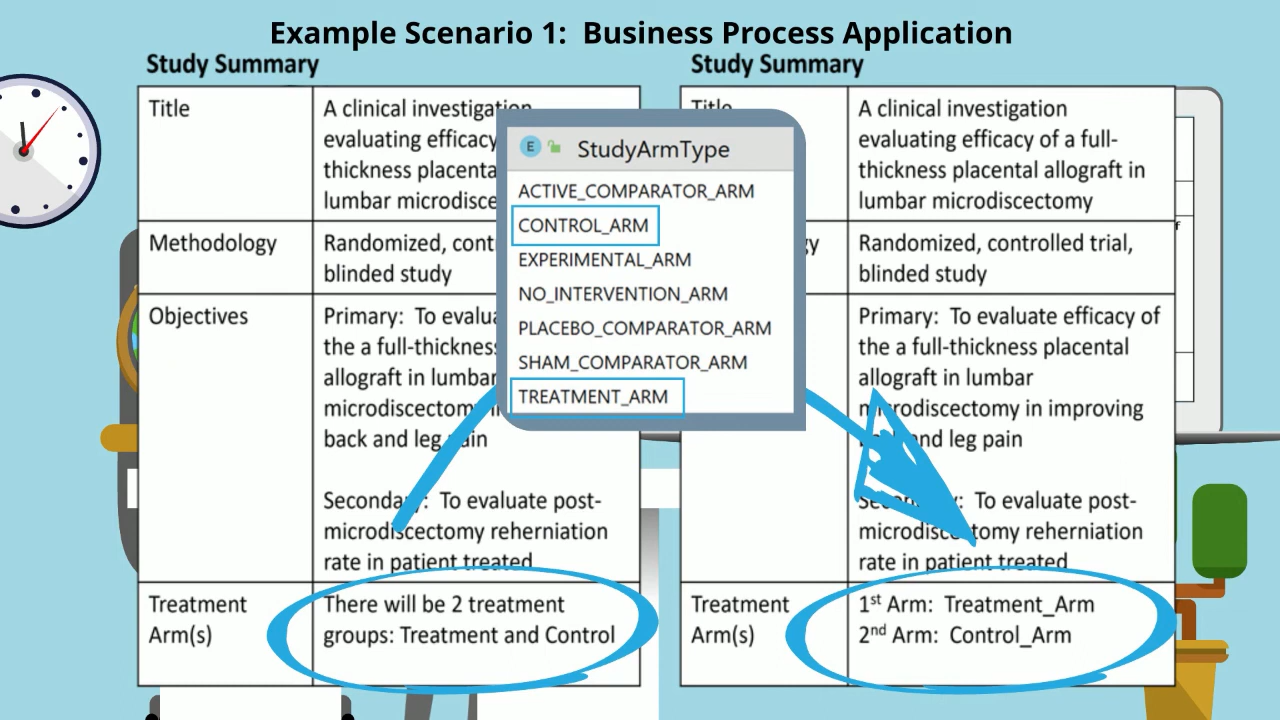 Example Scenario 1:  Business Process Application
Study Summary
Title
A clinical investigation
evaluating efficacy
thickness placenta
lumbar microdisce
Methodology
Randomized, cont
blinded study
Objectives
Primary:  To evalua
the a full-thickness
allograft in lumbar
microdiscectomy in
back and leg pain
Secondary:  To evaluate post-
microdiscectomy reherniation
rate in patient treated
Treatment
Arm(s)
There will be 2 treatment
groups: Treatment and Control
E StudyArmType
ACTIVE_COMPARATOR_ARM
CONTROL_ARM
EXPERIMENTAL_ARM
NO_INTERVENTION_ARM
PLACEBO_COMPARATOR_ARM
SHAM_COMPARATOR_ARM
TREATMENT_ARM
Study Summary
Title
A clinical investigation
evaluating efficacy of a full-
thickness placental allograft in
lumbar microdiscectomy
gy
Randomized, controlled trial,
blinded study
Primary:  To evaluate efficacy of
the a full-thickness placental
allograft in lumbar
microdiscectomy in improving
back and leg pain
Secondary:  To evaluate post-
microdiscectomy reherniation
rate in patient treated
Treatment
Arm(s)
1st Arm:  Treatment_Arm
2nd Arm:  Control_Arm
f